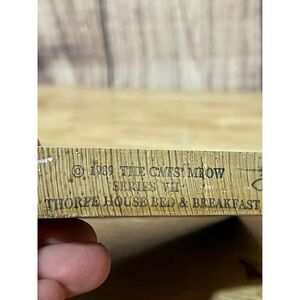 © 1989 THE CATS' MEOW
SERIES VII
THORPE HOUSE BED & BREAKFAST